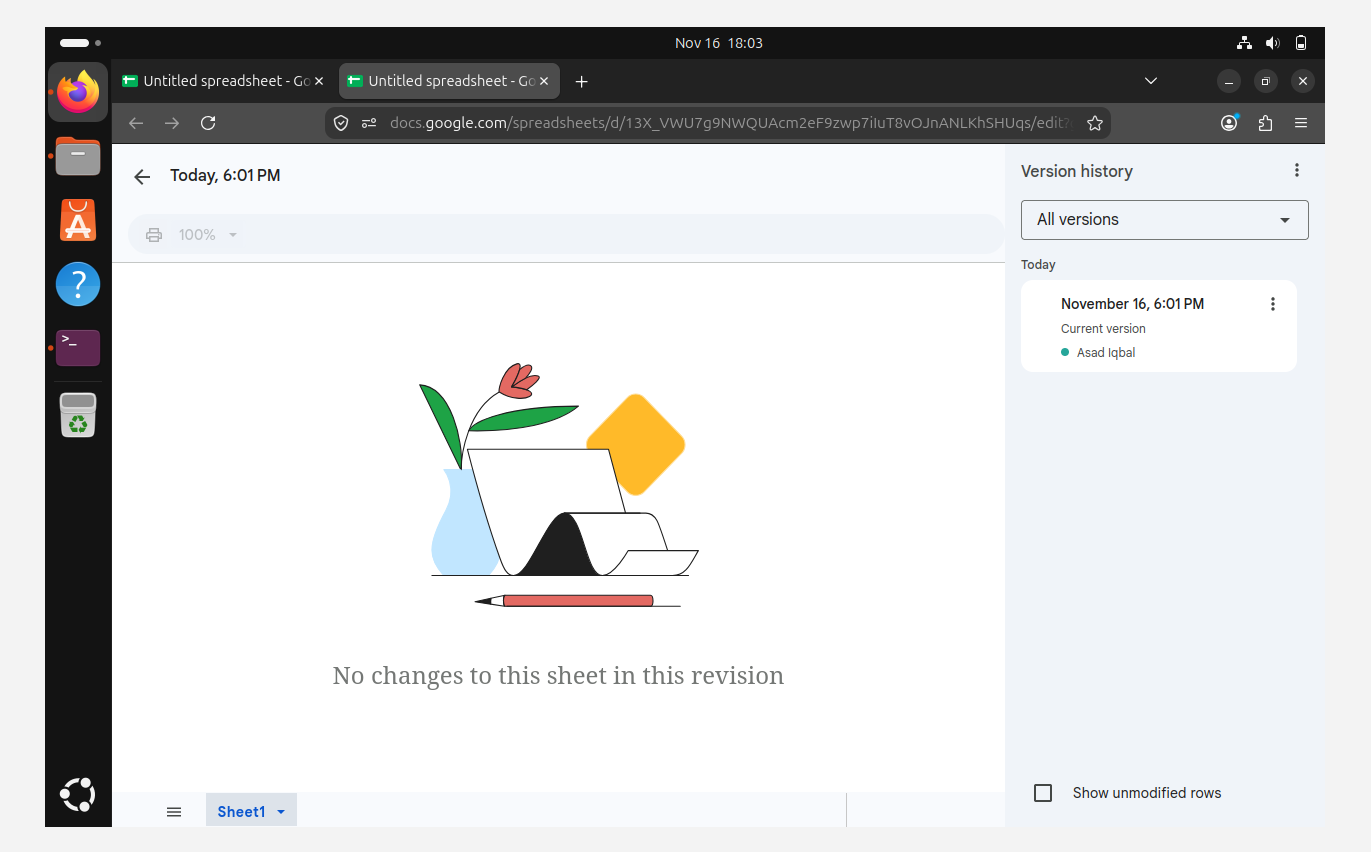 Nov 16 18:03
Untitled spreadsheet - Go
Untitled spreadsheet - Go
docs.google.com/spreadsheets/d/13X_VWU7g9NWQUAcm2eF9zwp7iIuT8vOJnANLKhSHUqs/edit?
Today, 6:01 PM
Version history
100%
All versions
Today
November 16, 6:01 PM
Current version
Asad Iqbal
No changes to this sheet in this revision
Show unmodified rows
Sheet1